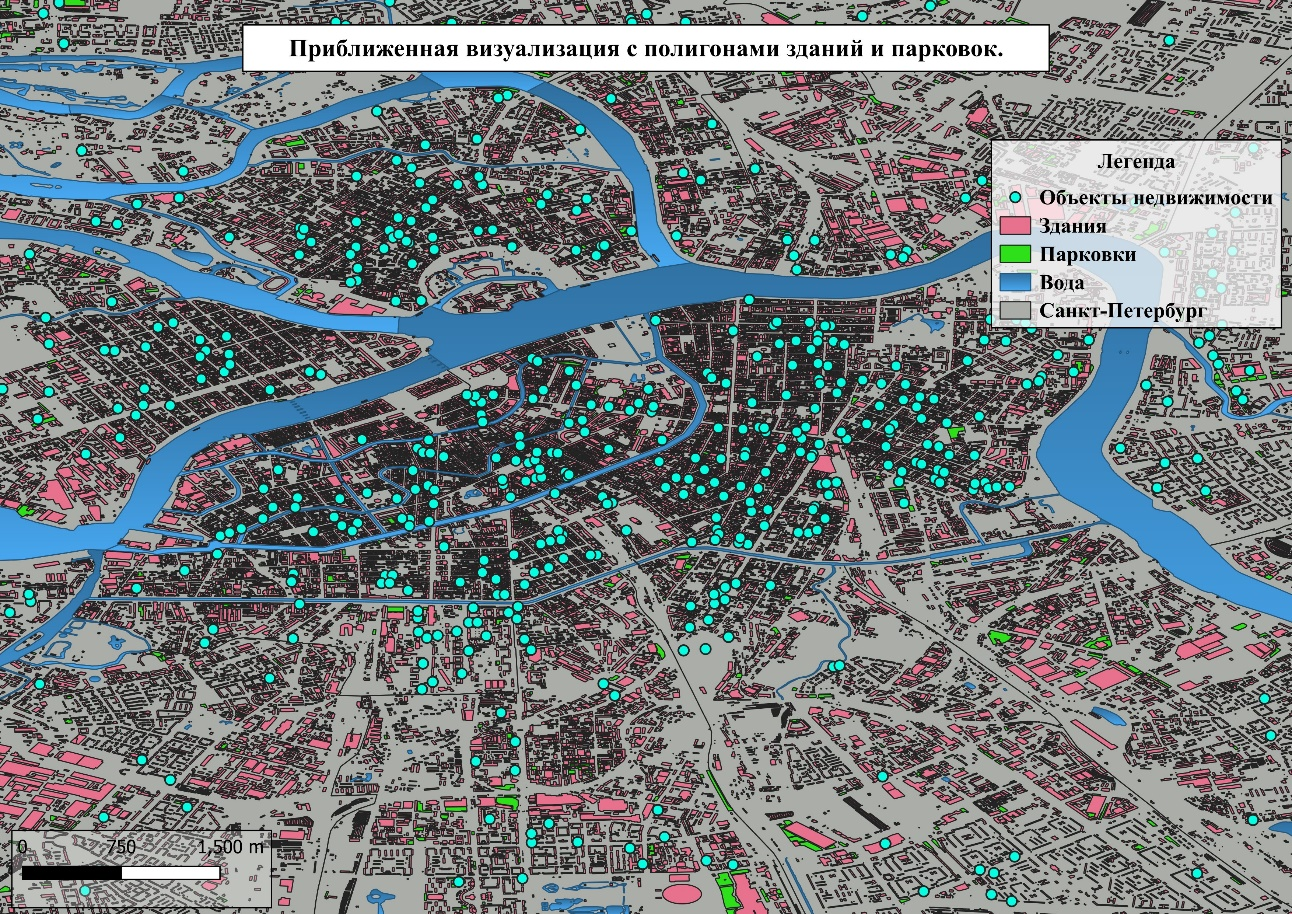 Приближенная визуализация с полигонами зданий и парковок.
Легенда
Объекты недвижимости
Здания
Парковки
Вода
Санкт-Петербург
0 750 1,500 m